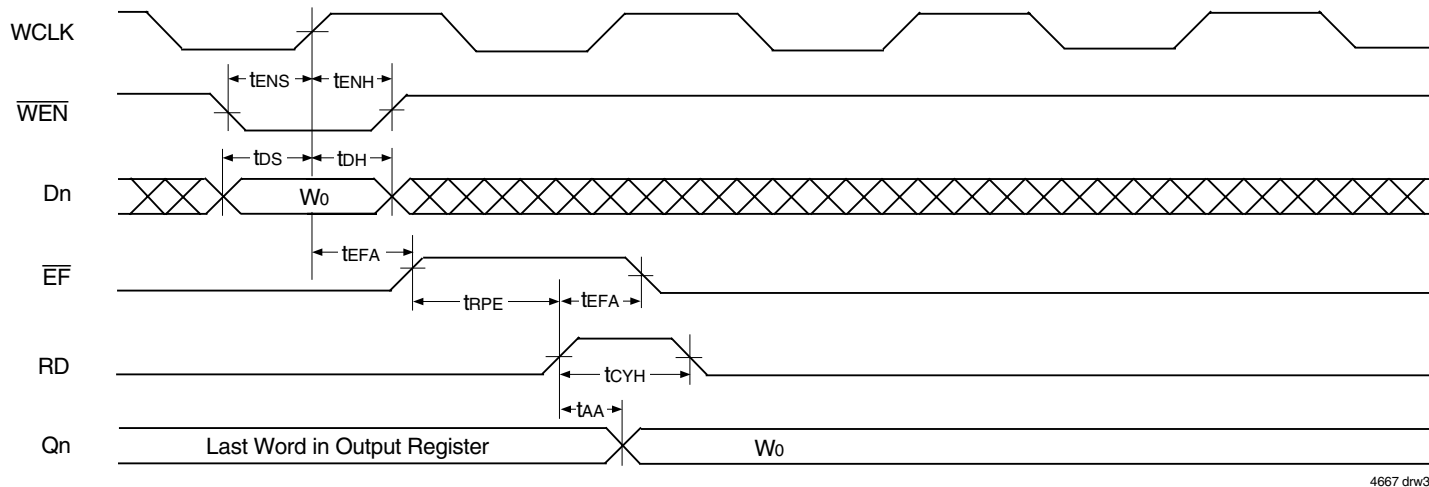 WCLK
tENS
tENH
WEN
tDS
tDH
Dn
W0
tEFA
EF
tRPE
tEFA
RD
tCYH
tAA
Qn
Last Word in Output Register
W0
4667 drw3